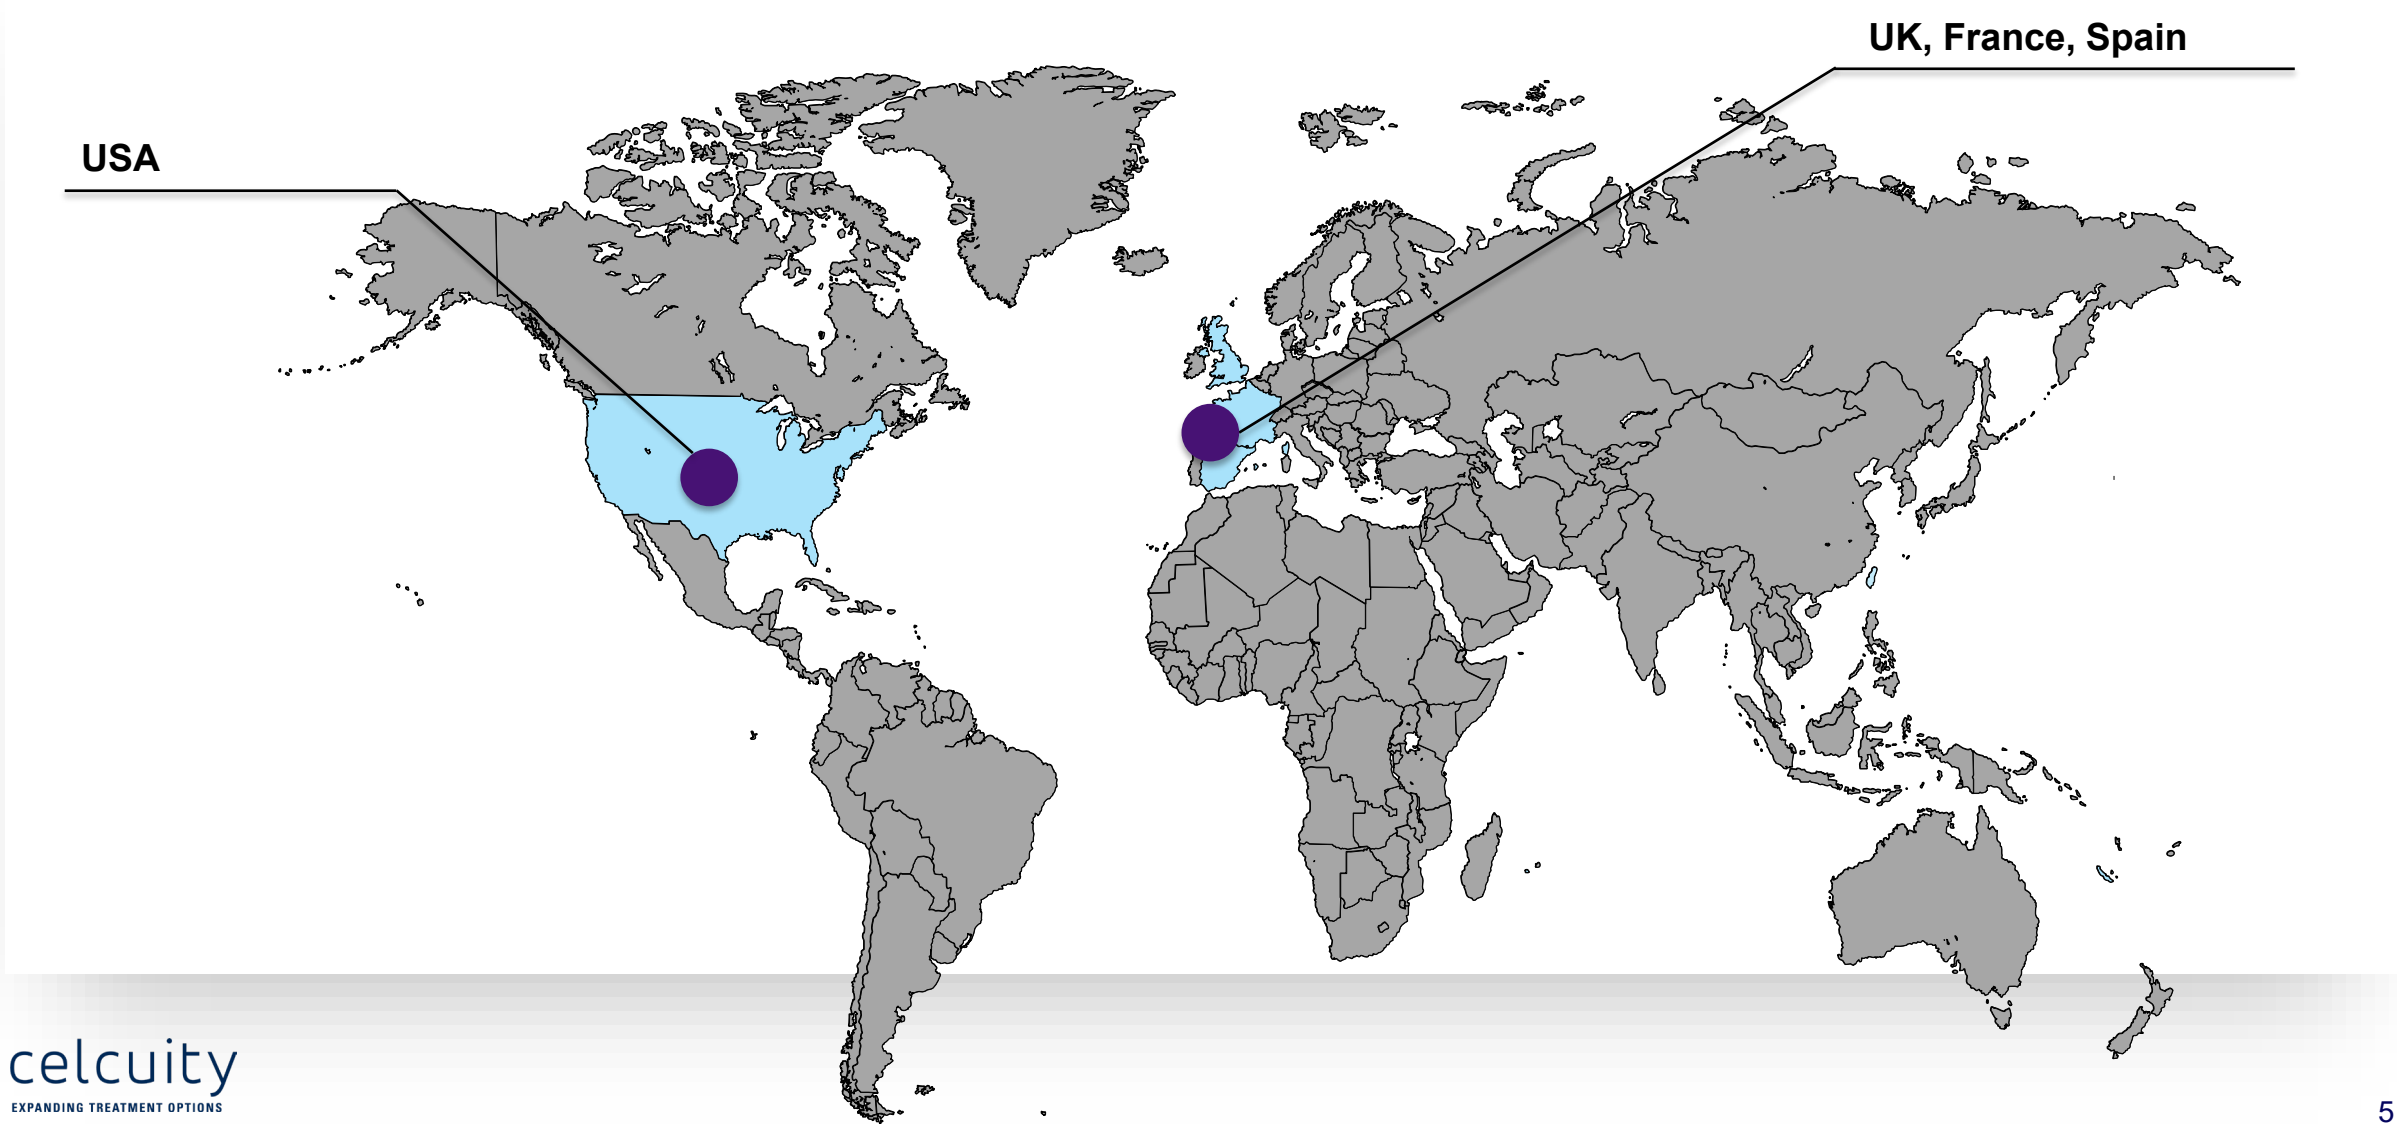 UK, France, Spain
USA
celcuity
EXPANDING TREATMENT OPTIONS
5